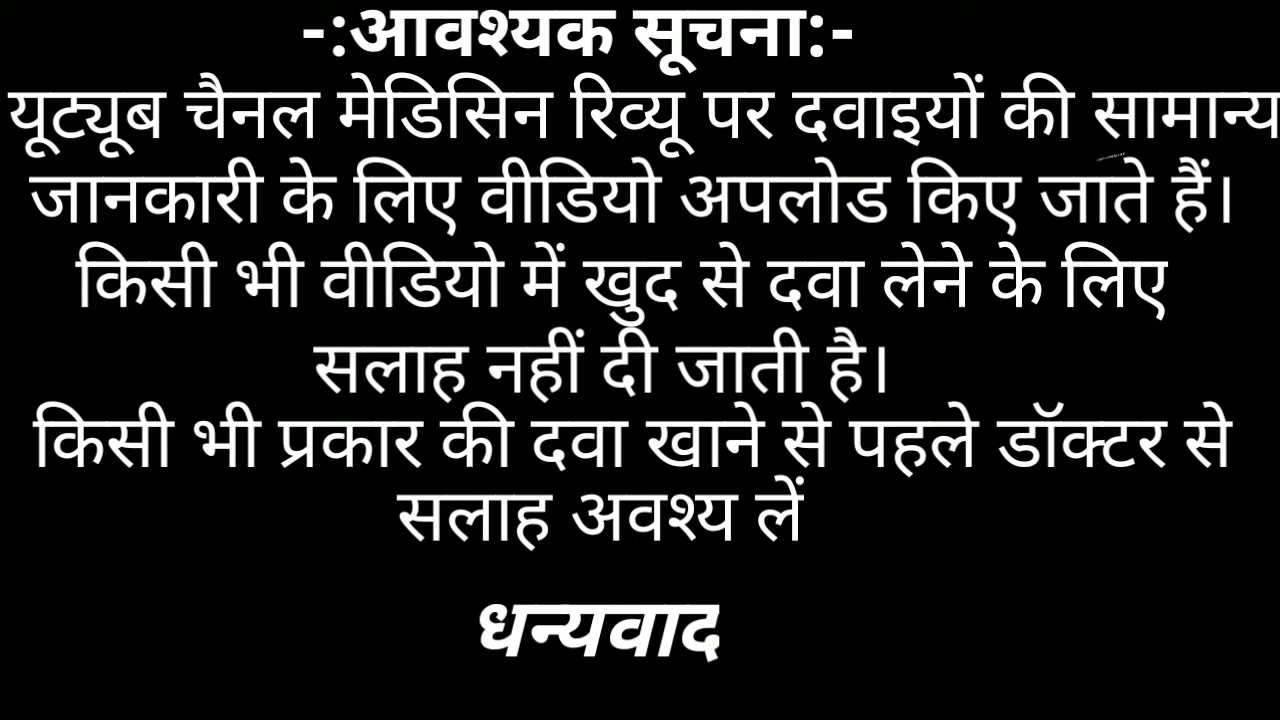 -:आवश्यक सूचना:-
यूट्यूब चैनल मेडिसिन रिव्यू पर दवाइयों की सामान्य
जानकारी के लिए वीडियो अपलोड किए जाते हैं।
किसी भी वीडियो में खुद से दवा लेने के लिए
सलाह नहीं दी जाती है।
किसी भी प्रकार की दवा खाने से पहले डॉक्टर से
सलाह अवश्य लें
धन्यवाद